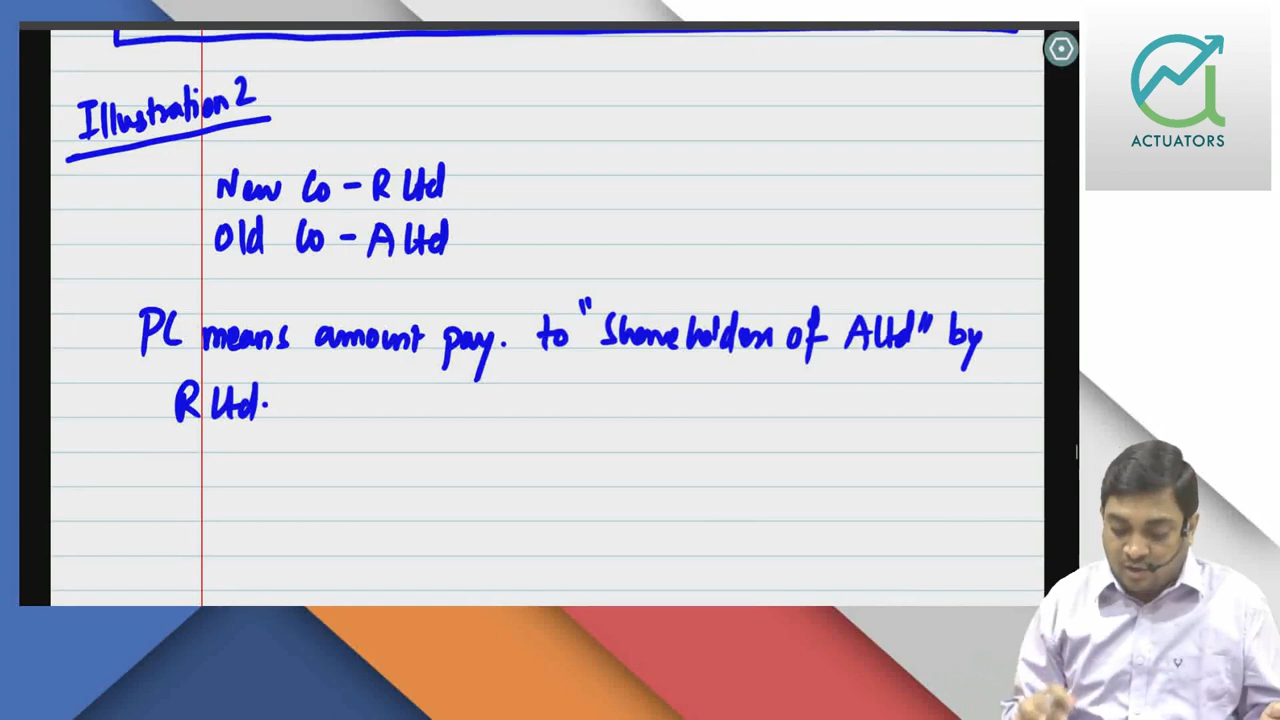 Illustration 2
New Co - R Ltd
Old Co - A Ltd
PC means amount pay. to "Shareholders of A Ltd" by
R Ltd.
ACTUATORS